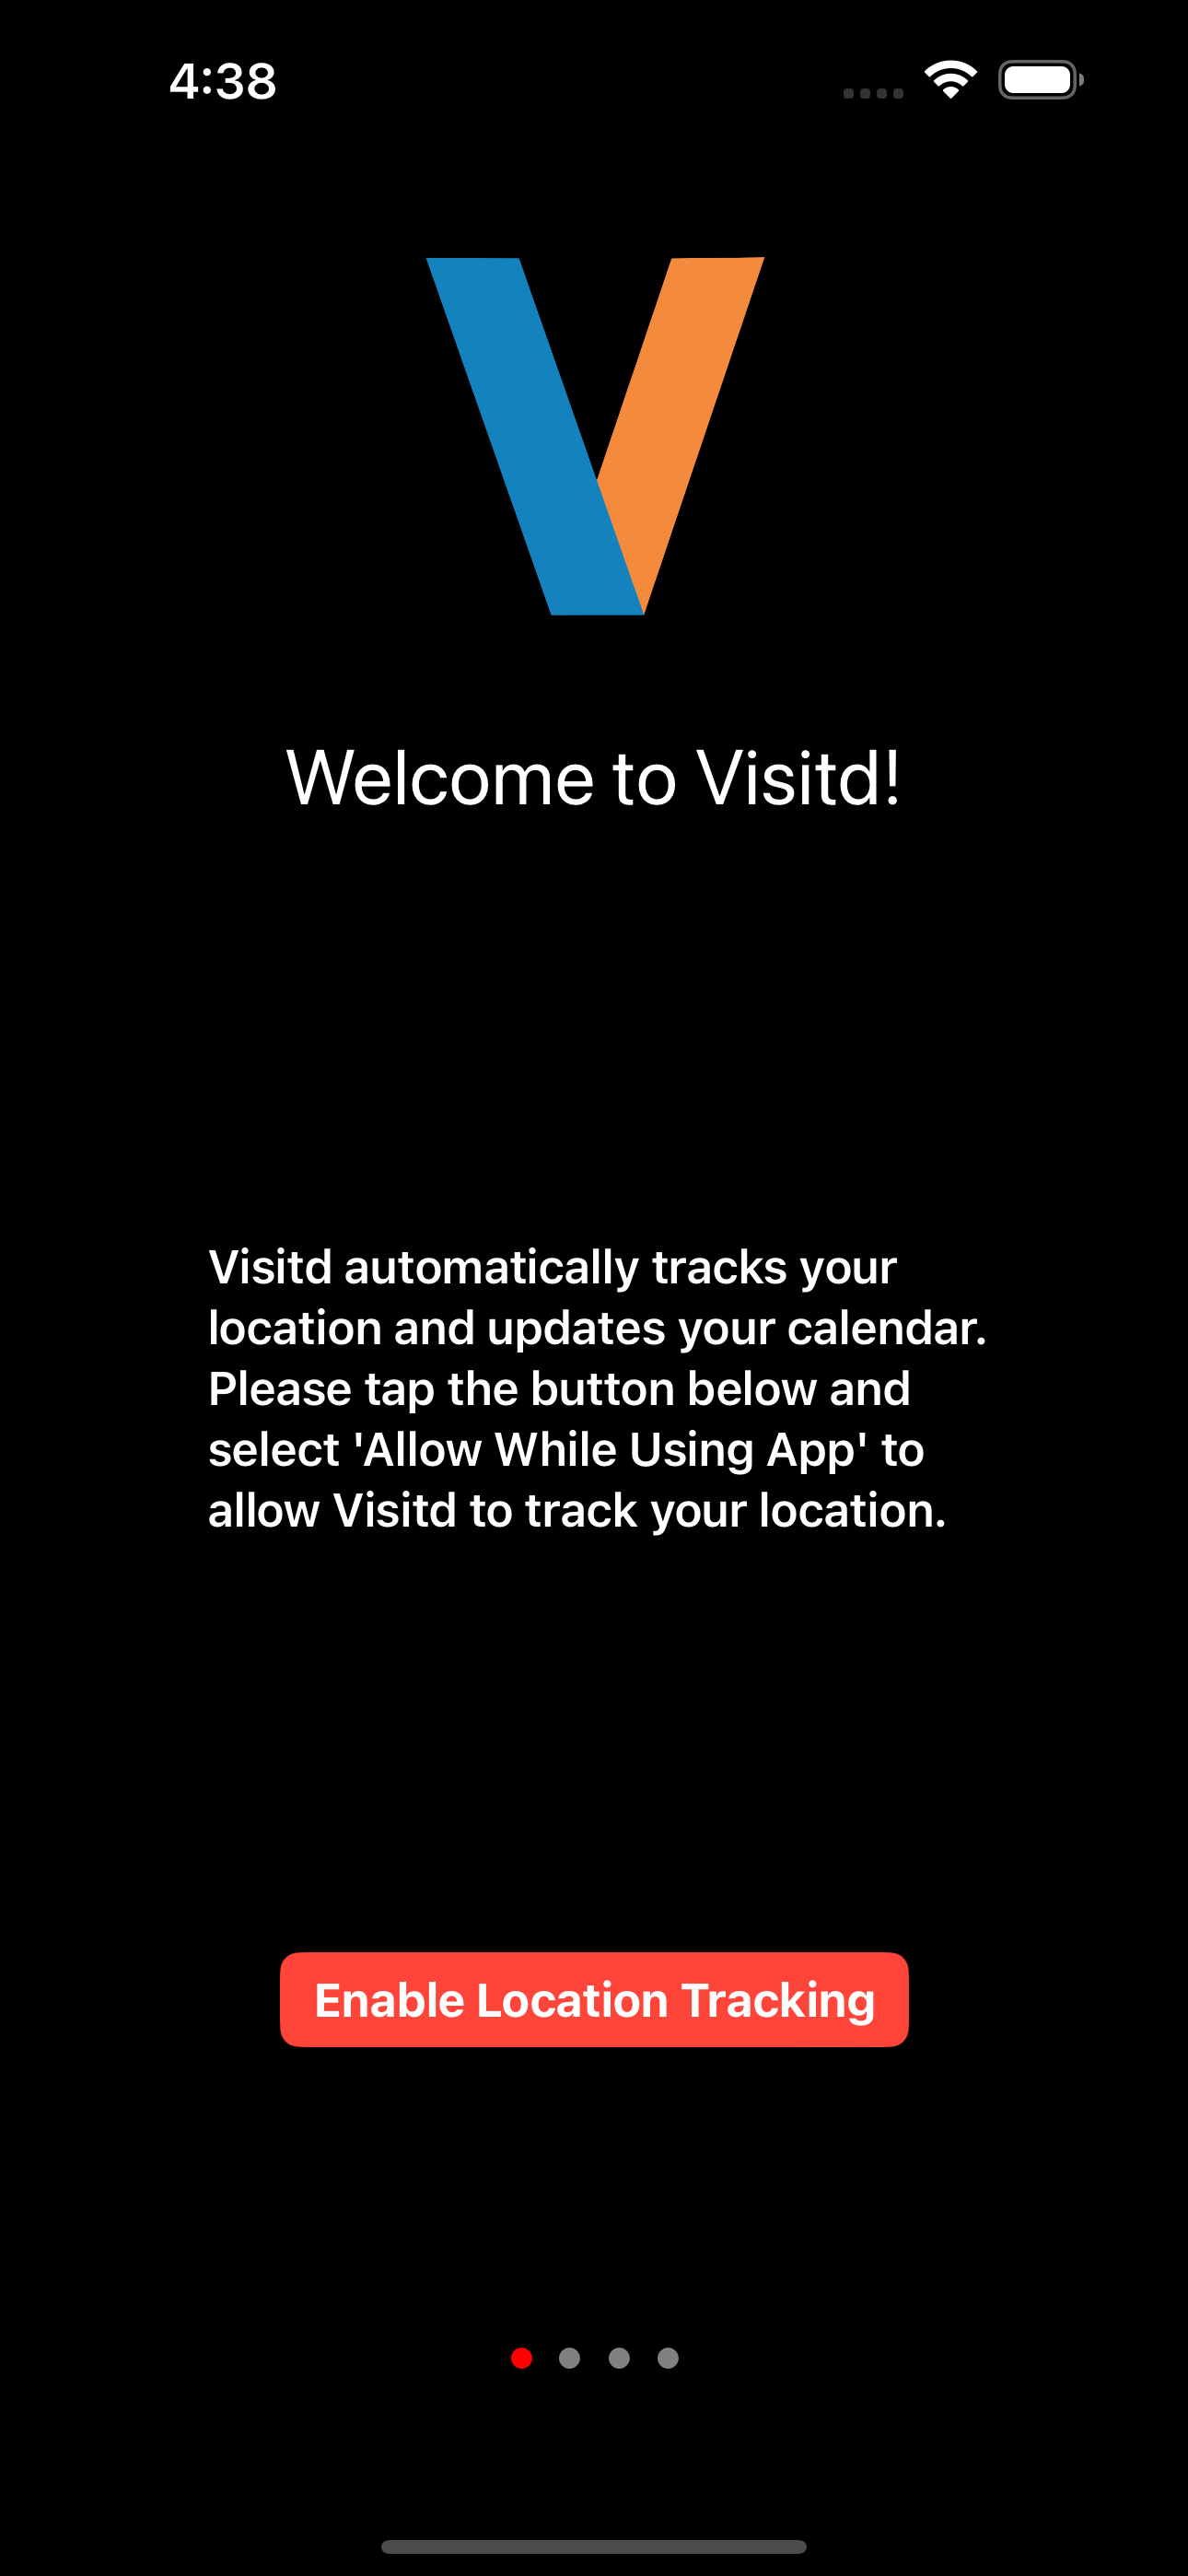 4:38
Welcome to Visitd!
Visitd automatically tracks your
location and updates your calendar.
Please tap the button below and
select 'Allow While Using App' to
allow Visitd to track your location.
Enable Location Tracking